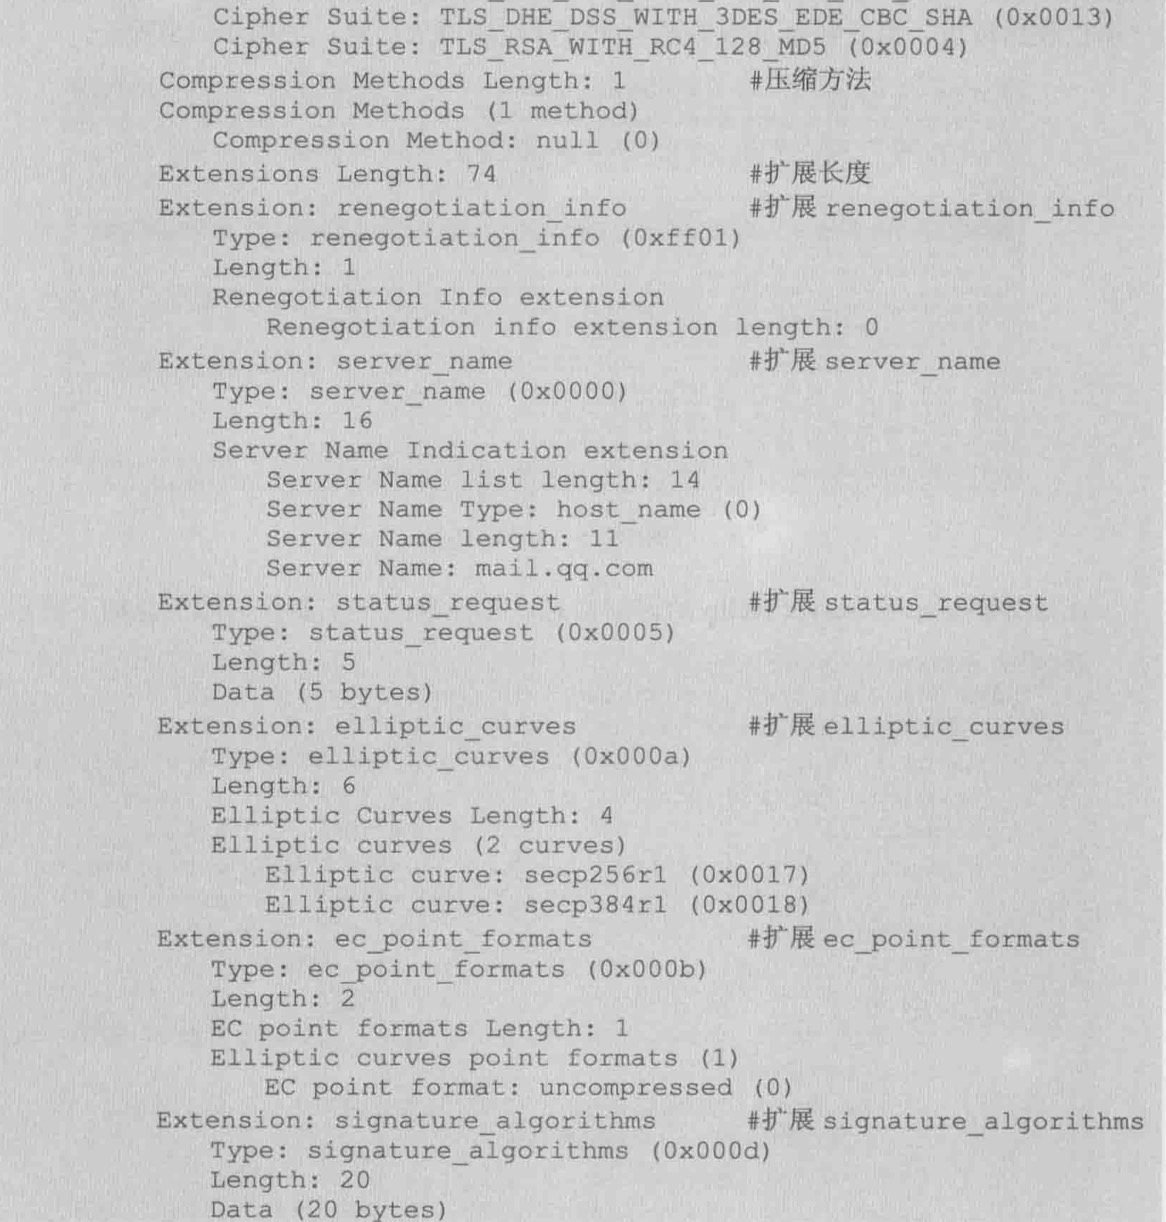 Cipher Suite: TLS_DHE_DSS_WITH_3DES_EDE_CBC_SHA (0x0013)
Cipher Suite: TLS_RSA_WITH_RC4_128_MD5 (0x0004)
Compression Methods Length: 1 #压缩方法
Compression Methods (1 method)
Compression Method: null (0)
Extensions Length: 74 #扩展长度
Extension: renegotiation_info #扩展 renegotiation_info
Type: renegotiation_info (0xff01)
Length: 1
Renegotiation Info extension
Renegotiation info extension length: 0
Extension: server_name #扩展 server_name
Type: server_name (0x0000)
Length: 16
Server Name Indication extension
Server Name list length: 14
Server Name Type: host_name (0)
Server Name length: 11
Server Name: mail.qq.com
Extension: status_request #扩展 status_request
Type: status_request (0x0005)
Length: 5
Data (5 bytes)
Extension: elliptic_curves #扩展 elliptic_curves
Type: elliptic_curves (0x000a)
Length: 6
Elliptic Curves Length: 4
Elliptic curves (2 curves)
Elliptic curve: secp256r1 (0x0017)
Elliptic curve: secp384r1 (0x0018)
Extension: ec_point_formats #扩展 ec_point_formats
Type: ec_point_formats (0x000b)
Length: 2
EC point formats Length: 1
Elliptic curves point formats (1)
EC point format: uncompressed (0)
Extension: signature_algorithms #扩展 signature_algorithms
Type: signature_algorithms (0x000d)
Length: 20
Data (20 bytes)